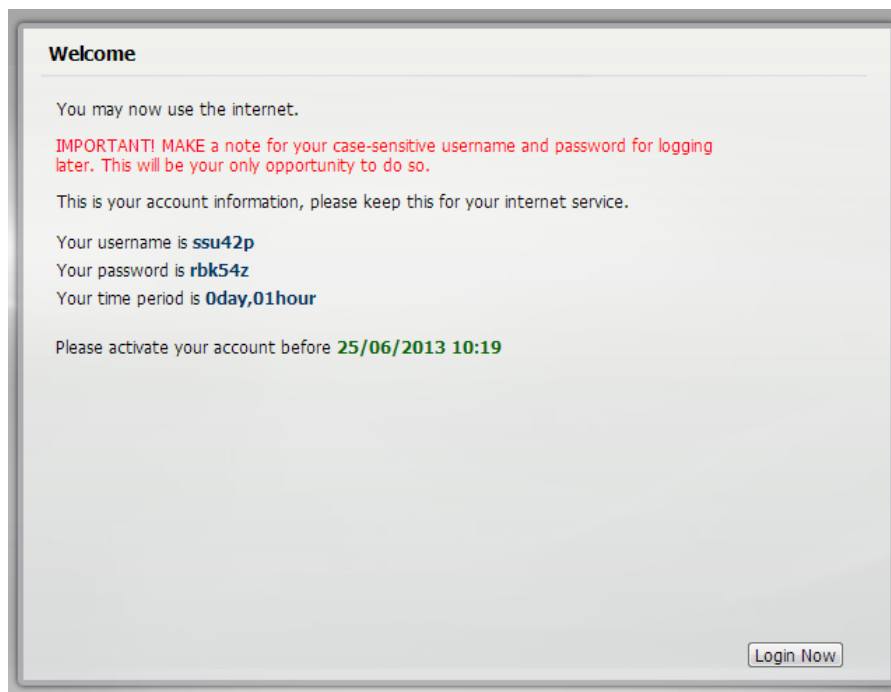 Welcome
You may now use the internet.
IMPORTANT! MAKE a note for your case-sensitive username and password for logging
later. This will be your only opportunity to do so.
This is your account information, please keep this for your internet service.
Your username is ssu42p
Your password is rbk54z
Your time period is 0day,01hour
Please activate your account before 25/06/2013 10:19
Login Now